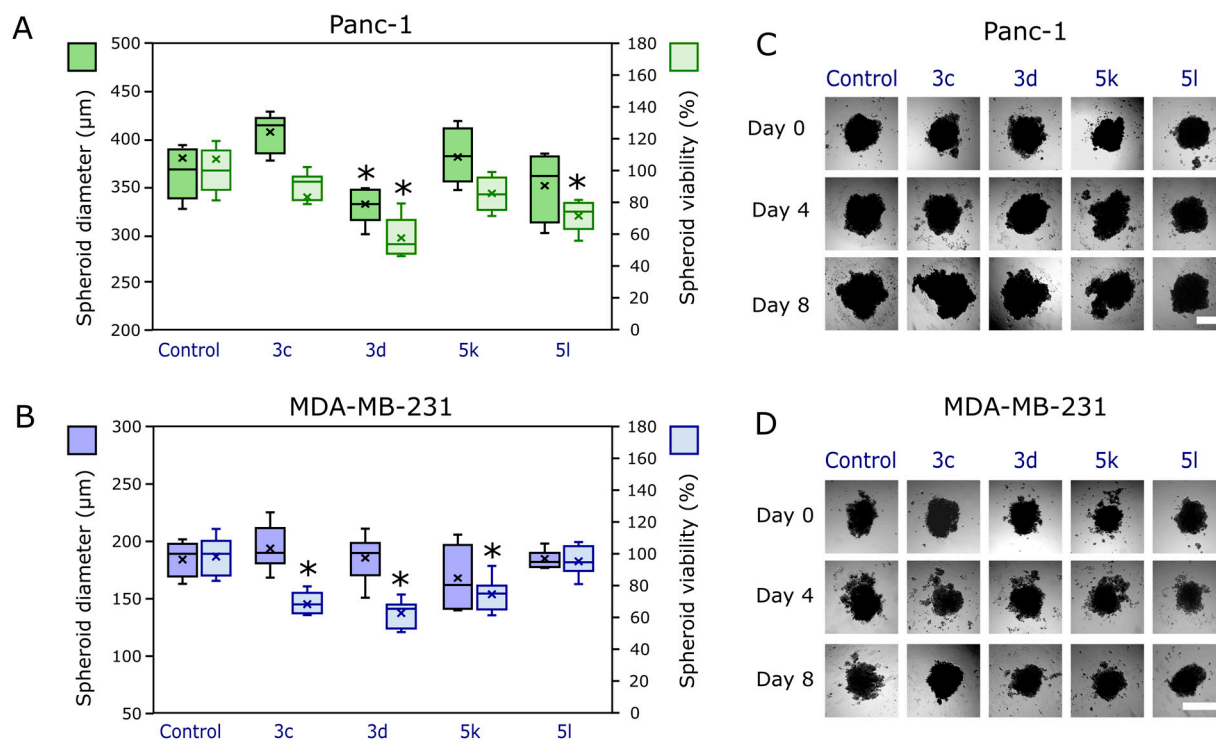 A
Panc-1
Spheroid diameter (µm)
500
450
400
350
300
250
200
Spheroid viability (%)
180
160
140
120
100
80
60
40
20
0
* * *
Control 3c 3d 5k 5l
B
MDA-MB-231
Spheroid diameter (µm)
300
250
200
150
100
50
Spheroid viability (%)
180
160
140
120
100
80
60
40
20
0
* * *
Control 3c 3d 5k 5l
C
Panc-1
Control 3c 3d 5k 5l
Day 0
Day 4
Day 8
D
MDA-MB-231
Control 3c 3d 5k 5l
Day 0
Day 4
Day 8